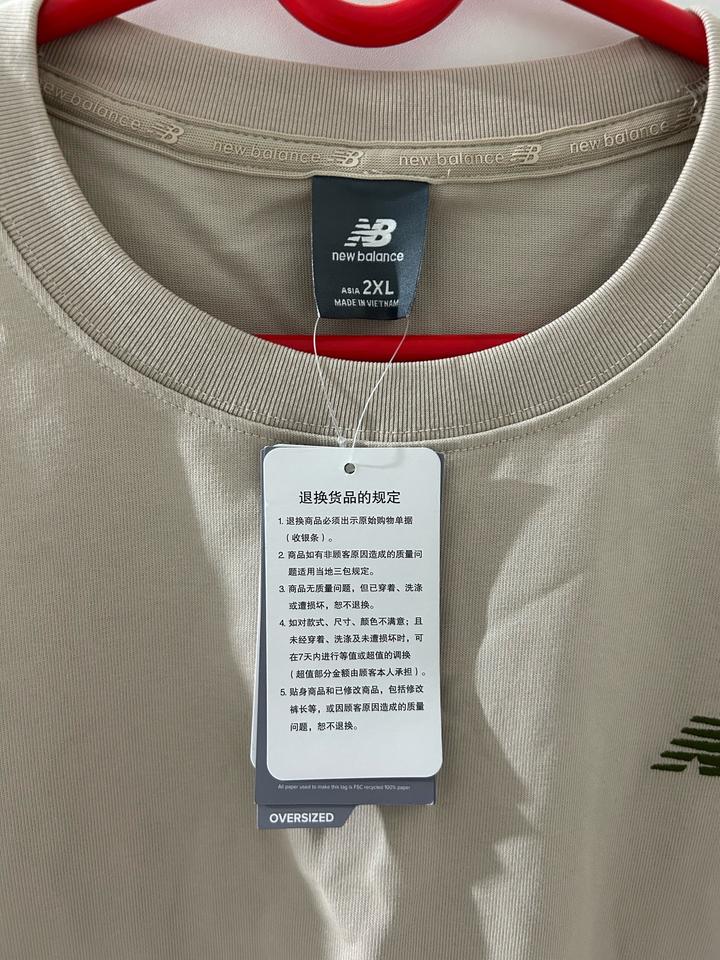 new balance
new balance
new balance
new balance
NB
new balance
ASIA 2XL
MADE IN VIETNAM
退换货品的规定
1. 退换商品必须出示原始购物单据
（收银条）。
2. 商品如有非顾客原因造成的质量问
题适用当地三包规定。
3. 商品无质量问题，但已穿着、洗涤
或遭损坏，恕不退换。
4. 如对款式、尺寸、颜色不满意；且
未经穿着、洗涤及未遭损坏时，可
在7天内进行等值或超值的调换
（超值部分金额由顾客本人承担）。
5. 贴身商品和已修改商品，包括修改
裤长等，或因顾客原因造成的质量
问题，恕不退换。
All paper used to make this tag is FSC recycled 100% paper
OVERSIZED